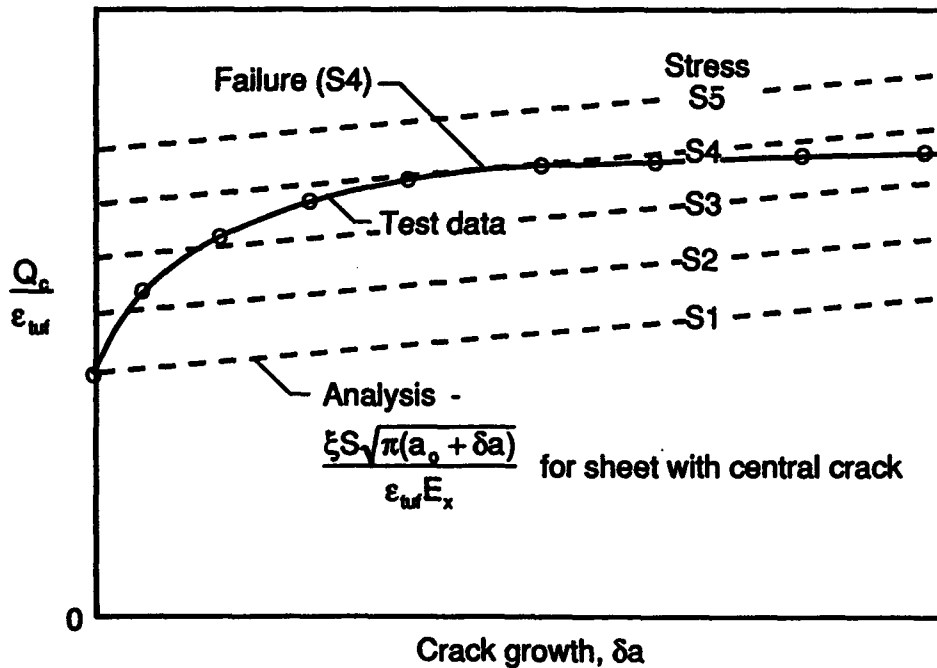 Failure (S4)
Stress
S5
S4
S3
Test data
S2
S1
Q_c
ε_tuf
Analysis -
ξS√π(a_o + δa)
ε_tuf E_x
for sheet with central crack
0
Crack growth, δa